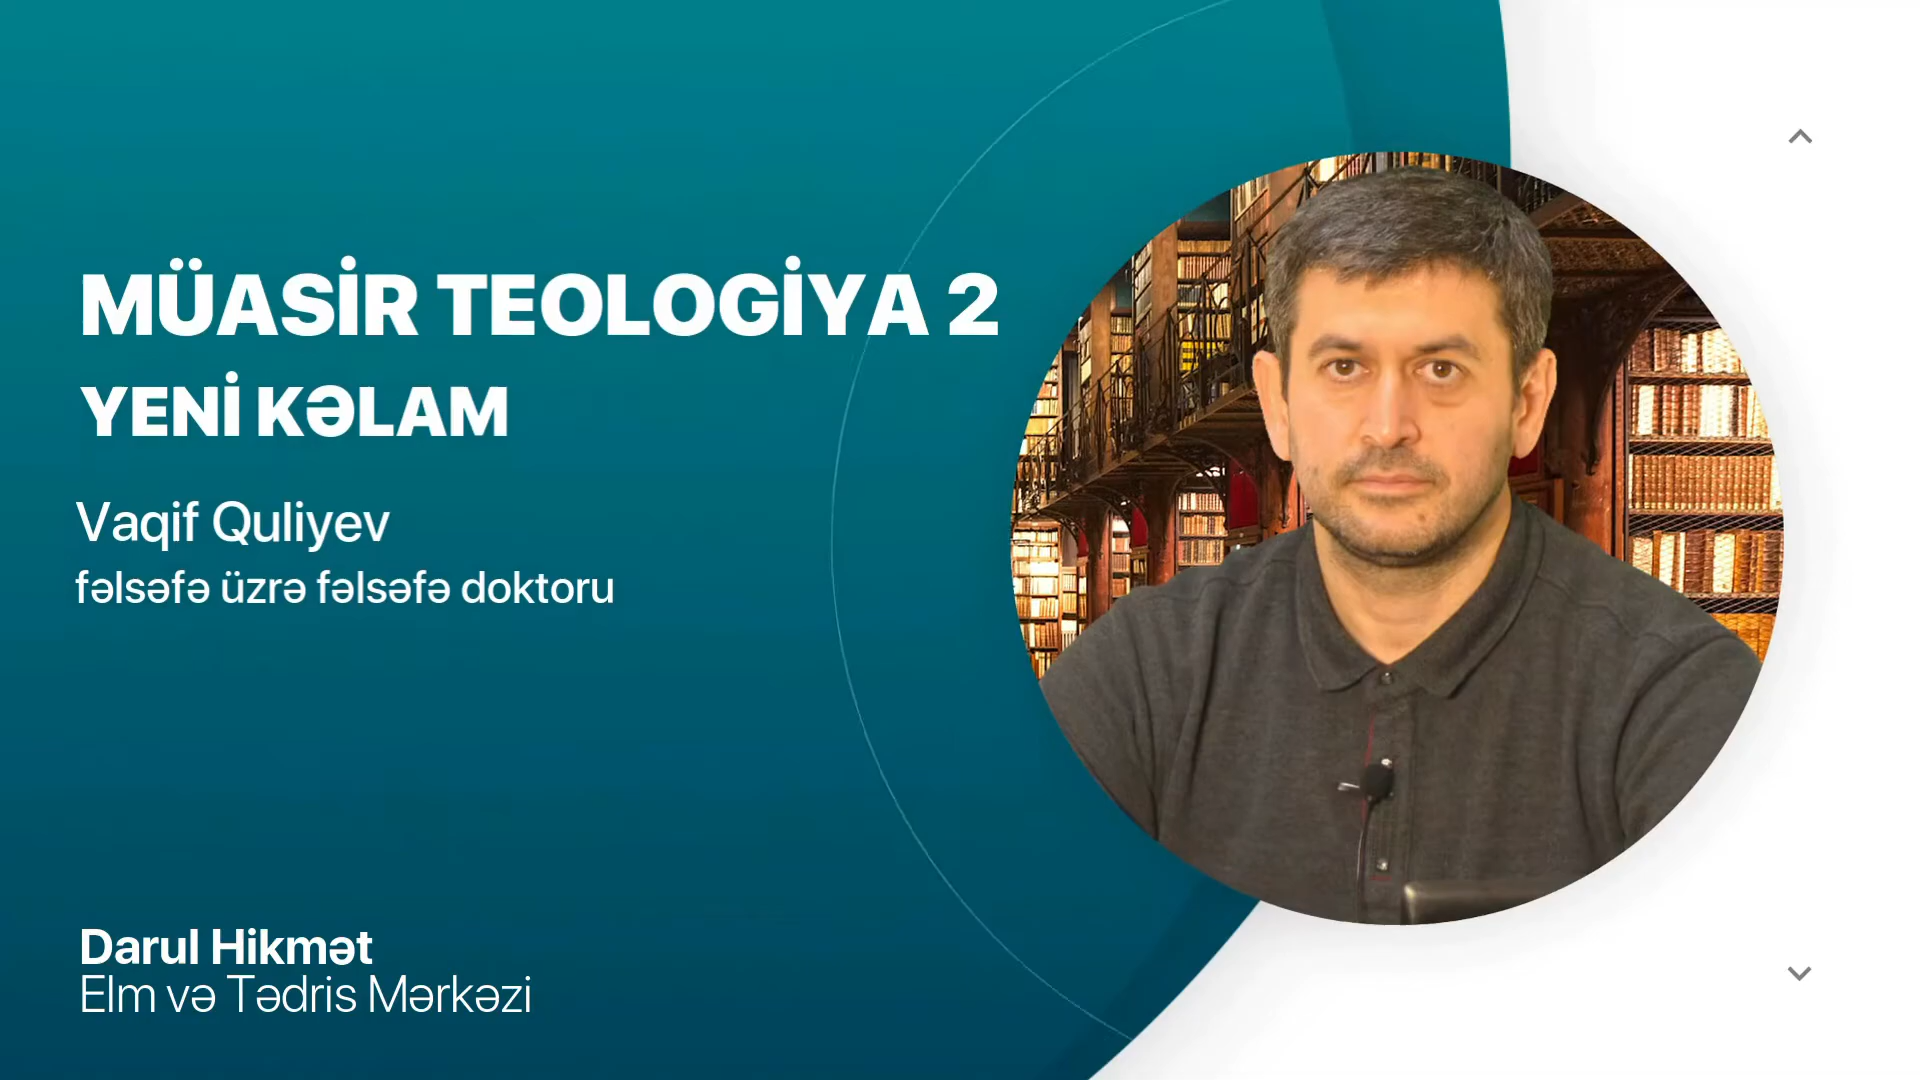 MÜASİR TEOLOGİYA 2
YENİ KƏLAM
Vaqif Quliyev
fəlsəfə üzrə fəlsəfə doktoru
Darul Hikmət
Elm və Tədris Mərkəzi